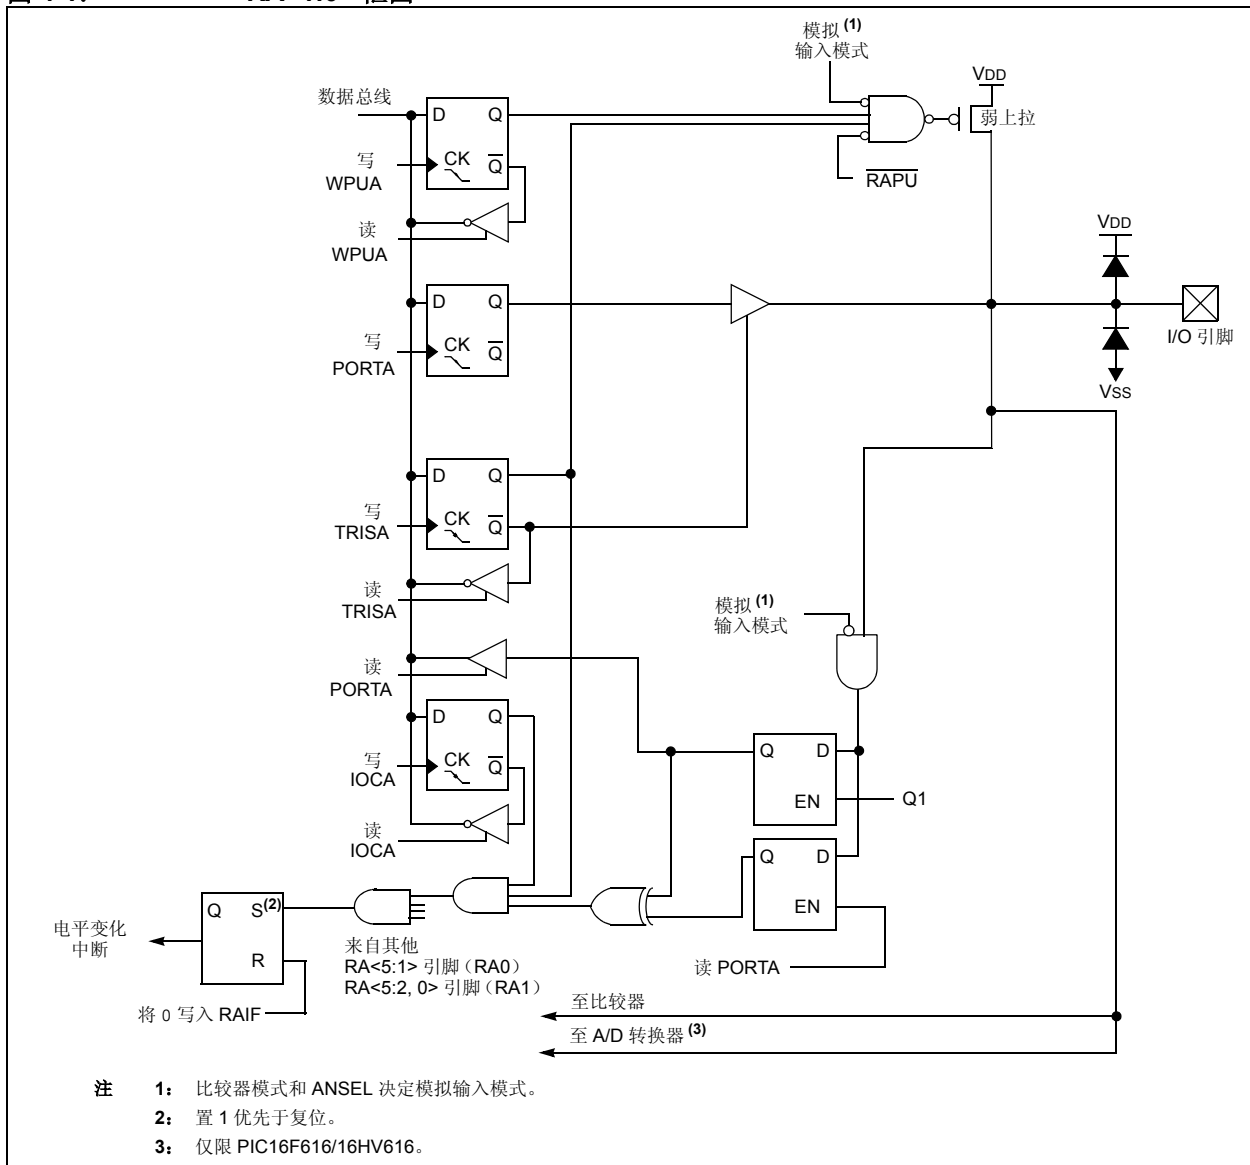 模拟 (1)
输入模式
VDD
数据总线
D Q
弱上拉
写
WPUA
CK Q
RAPU
读
WPUA
VDD
D Q
写
PORTA
CK Q
I/O 引脚
VSS
D Q
写
TRISA
CK Q
读
TRISA
模拟 (1)
输入模式
读
PORTA
D Q
写
IOCA
CK Q
Q D
EN
Q1
读
IOCA
Q D
EN
Q S(2)
R
电平变化
中断
来自其他
RA<5:1> 引脚（RA0）
RA<5:2, 0> 引脚（RA1）
读 PORTA
将 0 写入 RAIF
至比较器
至 A/D 转换器 (3)
注 1： 比较器模式和 ANSEL 决定模拟输入模式。
2： 置 1 优先于复位。
3： 仅限 PIC16F616/16HV616。